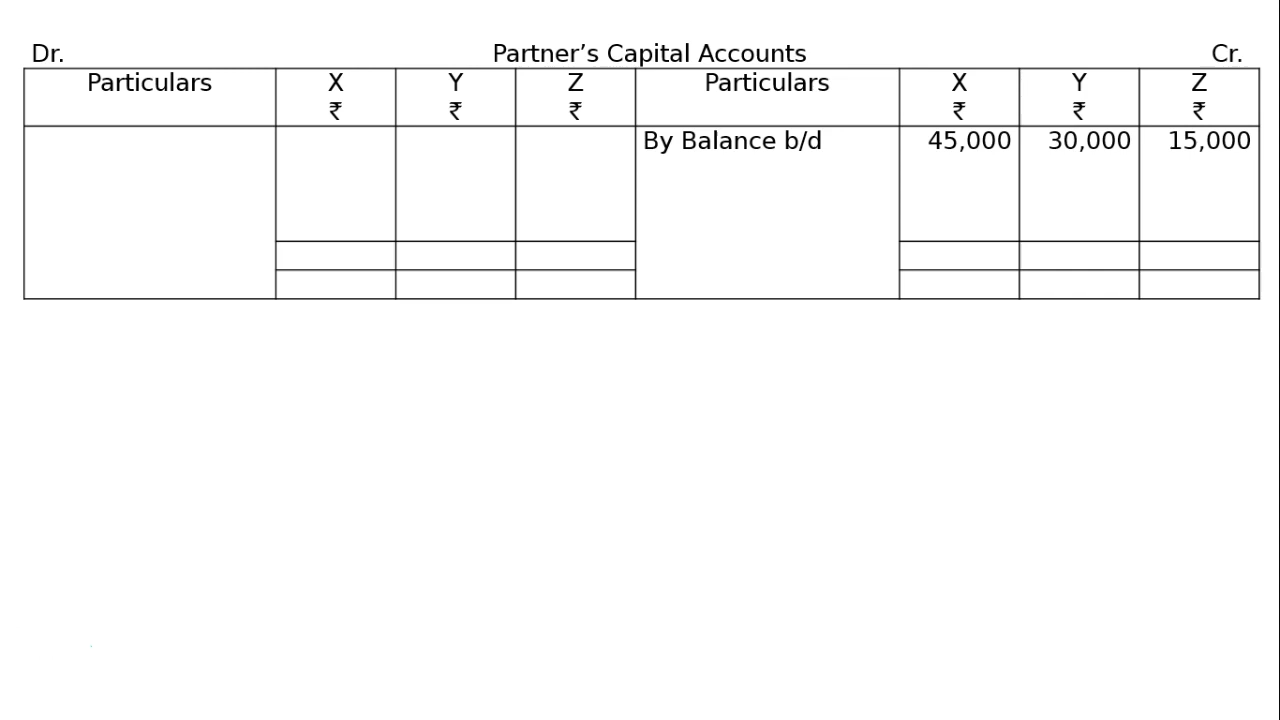 Dr. Partner’s Capital Accounts Cr.
Particulars X Y Z Particulars X Y Z
₹ ₹ ₹ ₹ ₹ ₹
By Balance b/d 45,000 30,000 15,000